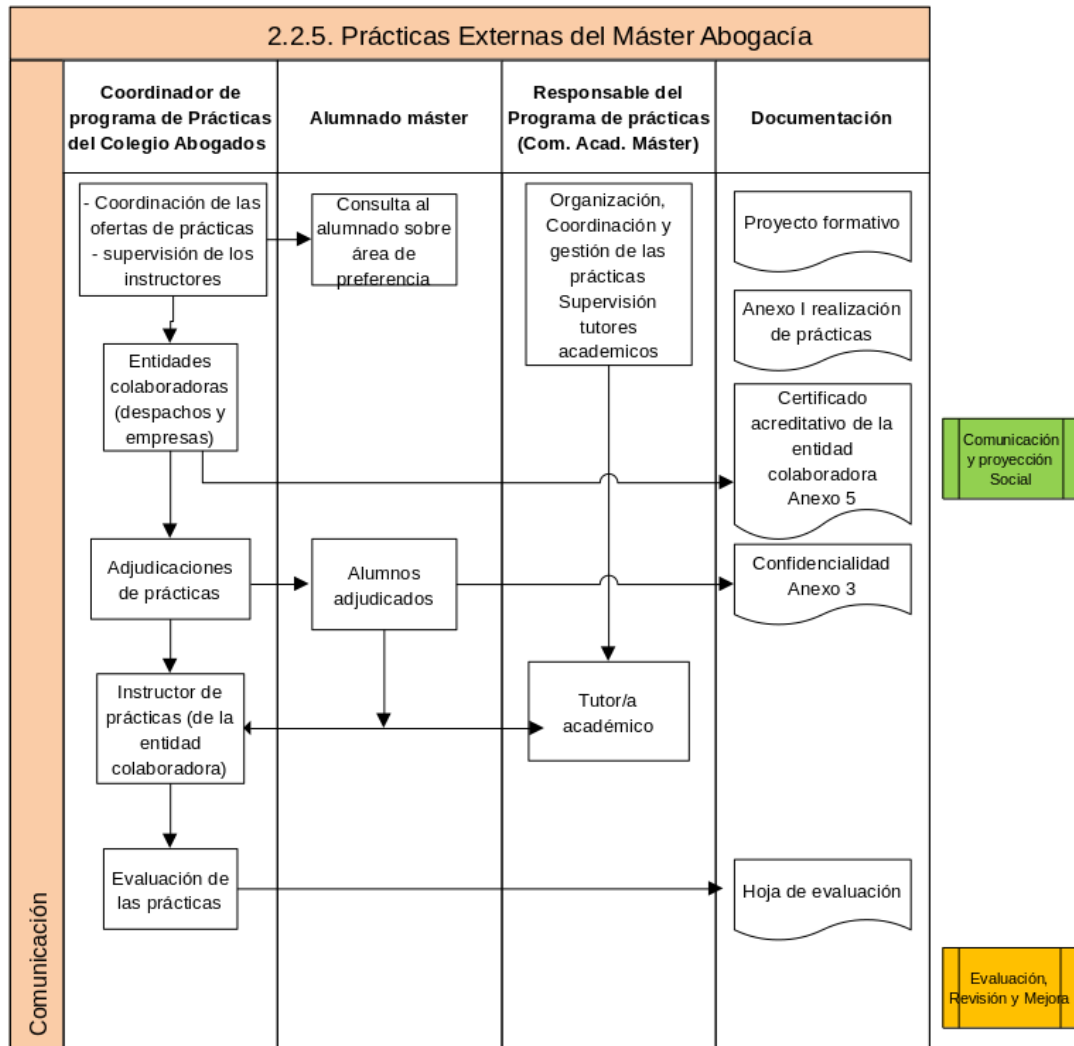 2.2.5. Prácticas Externas del Máster Abogacía
Coordinador de
programa de Prácticas
del Colegio Abogados
Alumnado máster
Responsable del
Programa de prácticas
(Com. Acad. Máster)
Documentación
- Coordinación de las
ofertas de prácticas
- supervisión de los
instructores
Consulta al
alumnado sobre
área de
preferencia
Organización,
Coordinación y
gestión de las
prácticas
Supervisión
tutores
academicos
Proyecto formativo
Anexo I realización
de prácticas
Entidades
colaboradoras
(despachos y
empresas)
Certificado
acreditativo de la
entidad
colaboradora
Anexo 5
Comunicación
y proyección
Social
Adjudicaciones
de prácticas
Alumnos
adjudicados
Confidencialidad
Anexo 3
Instructor de
prácticas (de la
entidad
colaboradora)
Tutor/a
académico
Evaluación de
las prácticas
Hoja de evaluación
Comunicación
Evaluación,
Revisión y Mejora